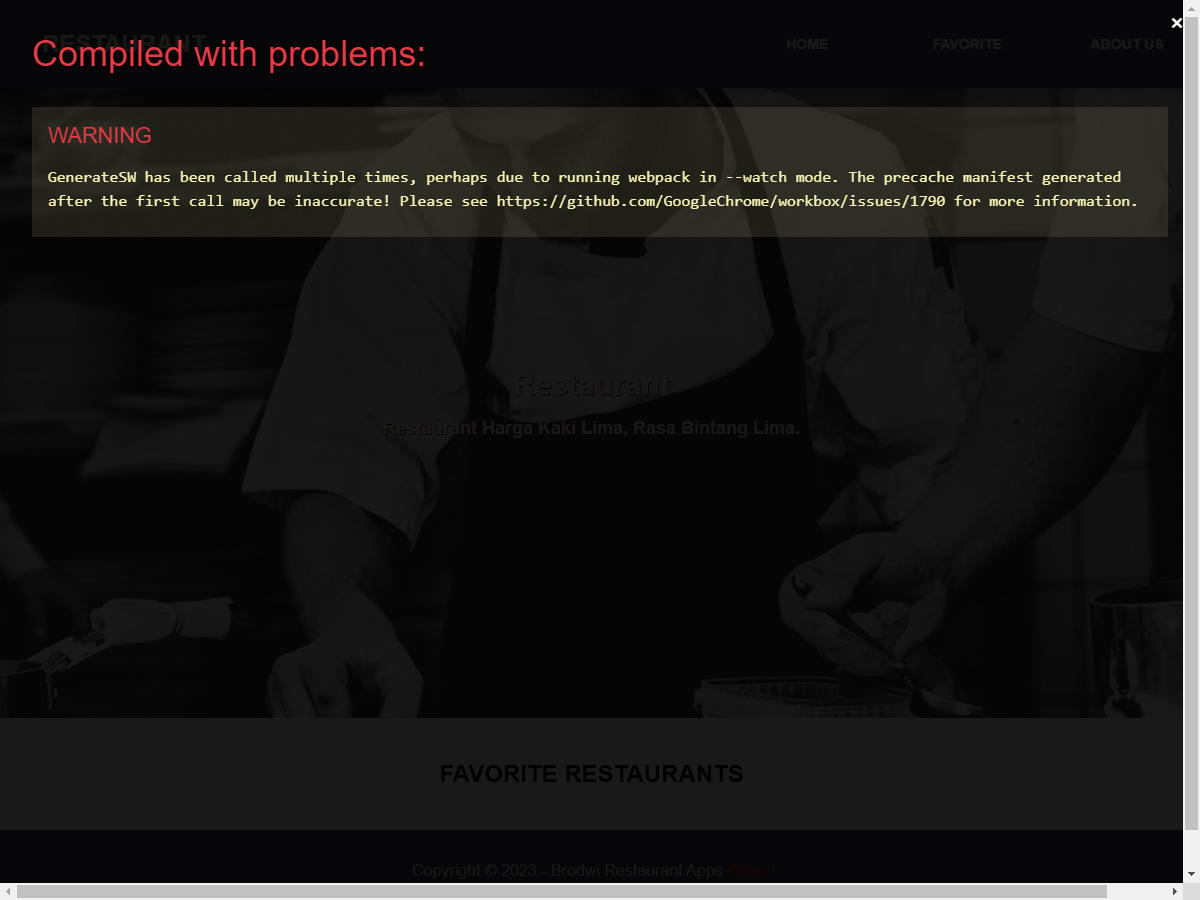 RESTAURANT
HOME FAVORITE ABOUT US
Compiled with problems:
WARNING
GenerateSW has been called multiple times, perhaps due to running webpack in --watch mode. The precache manifest generated
after the first call may be inaccurate! Please see https://github.com/GoogleChrome/workbox/issues/1790 for more information.
Restaurant
Restaurant Harga Kaki Lima, Rasa Bintang Lima.
FAVORITE RESTAURANTS
Copyright © 2023 - Brodwi Restaurant Apps